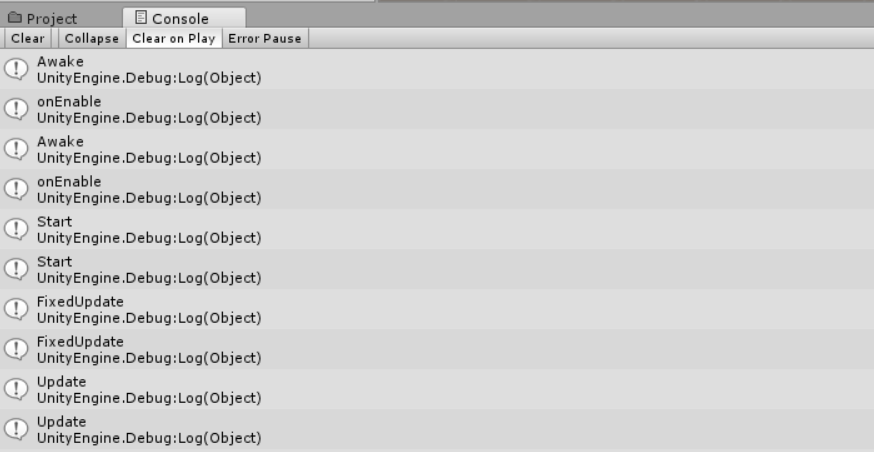 Project Console
Clear Collapse Clear on Play Error Pause
Awake
UnityEngine.Debug:Log(Object)
onEnable
UnityEngine.Debug:Log(Object)
Awake
UnityEngine.Debug:Log(Object)
onEnable
UnityEngine.Debug:Log(Object)
Start
UnityEngine.Debug:Log(Object)
Start
UnityEngine.Debug:Log(Object)
FixedUpdate
UnityEngine.Debug:Log(Object)
FixedUpdate
UnityEngine.Debug:Log(Object)
Update
UnityEngine.Debug:Log(Object)
Update
UnityEngine.Debug:Log(Object)